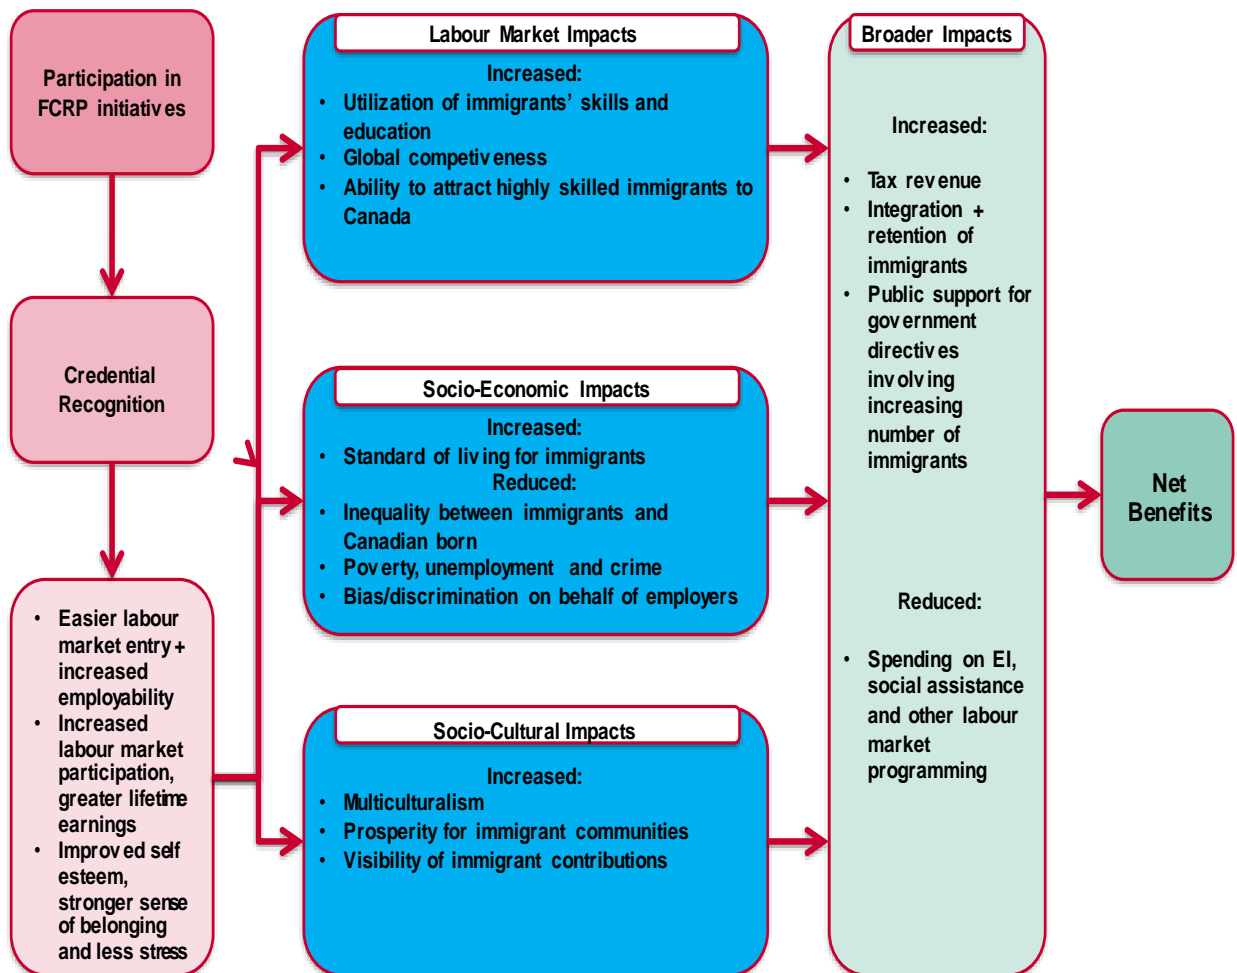 Participation in
FCRP initiatives
Credential
Recognition
• Easier labour
market entry +
increased
employability
• Increased
labour market
participation,
greater lifetime
earnings
• Improved self
esteem,
stronger sense
of belonging
and less stress
Labour Market Impacts
Increased:
• Utilization of immigrants' skills and
education
• Global competiveness
• Ability to attract highly skilled immigrants to
Canada
Socio-Economic Impacts
Increased:
• Standard of living for immigrants
Reduced:
• Inequality between immigrants and
Canadian born
• Poverty, unemployment and crime
• Bias/discrimination on behalf of employers
Socio-Cultural Impacts
Increased:
• Multiculturalism
• Prosperity for immigrant communities
• Visibility of immigrant contributions
Broader Impacts
Increased:
• Tax revenue
• Integration +
retention of
immigrants
• Public support for
government
directives
involving
increasing
number of
immigrants
Reduced:
• Spending on EI,
social assistance
and other labour
market
programming
Net
Benefits